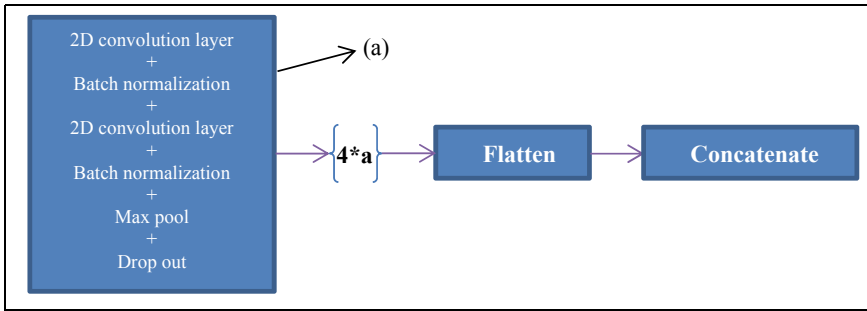 2D convolution layer
+
Batch normalization
+
2D convolution layer
+
Batch normalization
+
Max pool
+
Drop out
(a)
{4*a}
Flatten
Concatenate